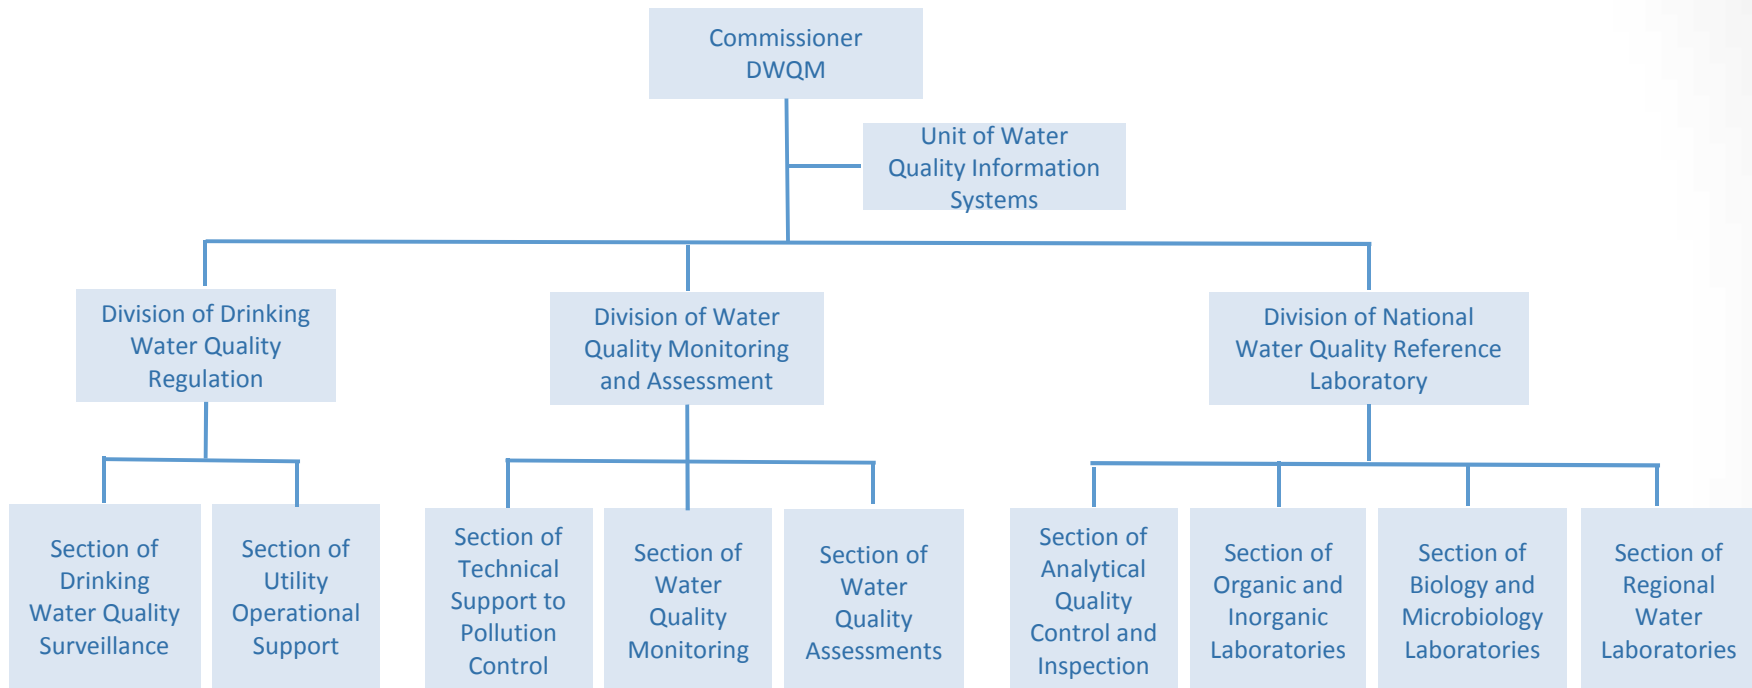 Commissioner
DWQM
Unit of Water
Quality Information
Systems
Division of Drinking
Water Quality
Regulation
Division of Water
Quality Monitoring
and Assessment
Division of National
Water Quality Reference
Laboratory
Section of
Drinking
Water Quality
Surveillance
Section of
Utility
Operational
Support
Section of
Technical
Support to
Pollution
Control
Section of
Water
Quality
Monitoring
Section of
Water
Quality
Assessments
Section of
Analytical
Quality
Control and
Inspection
Section of
Organic and
Inorganic
Laboratories
Section of
Biology and
Microbiology
Laboratories
Section of
Regional
Water
Laboratories